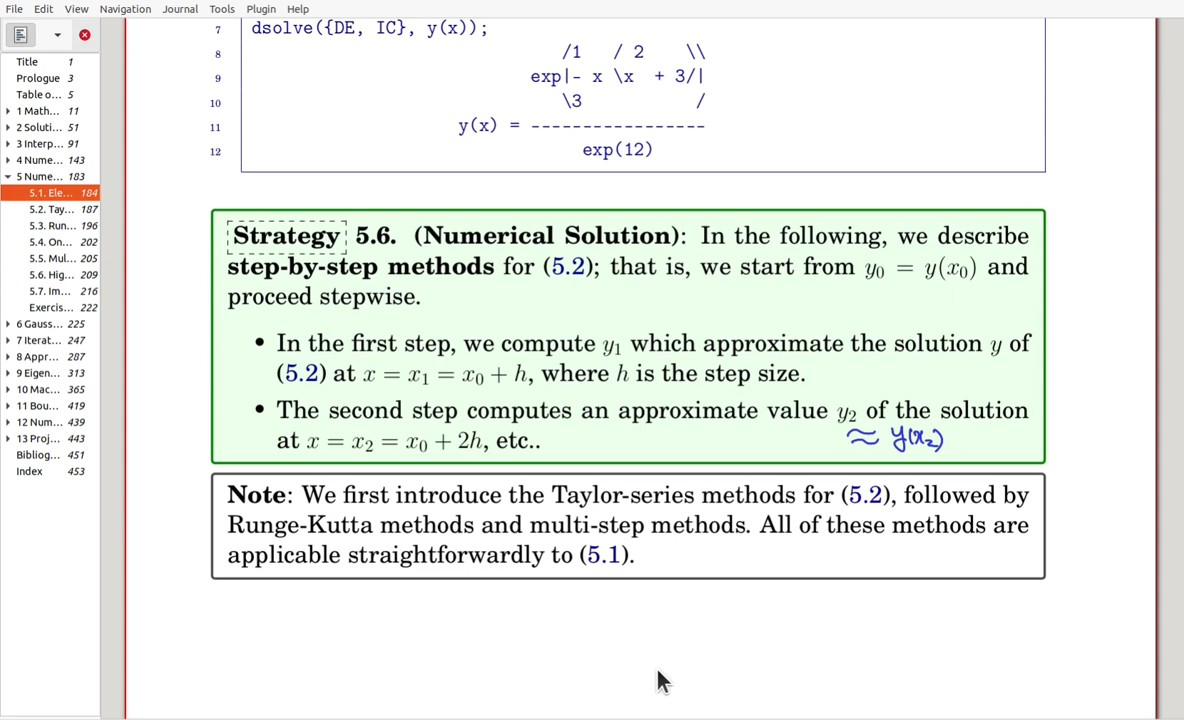 File Edit View Navigation Journal Tools Plugin Help
Title 1
Prologue 3
Table o... 5
1 Math... 11
2 Soluti... 51
3 Interp... 91
4 Nume... 143
5 Nume... 183
5.1. Ele... 184
5.2. Tay... 187
5.3. Run... 196
5.4. On... 202
5.5. Mul... 205
5.6. Hig... 209
5.7. Im... 216
Exercis... 222
6 Gauss... 225
7 Iterat... 247
8 Appr... 287
9 Eigen... 313
10 Mac... 365
11 Bou... 419
12 Num... 439
13 Proj... 443
Bibliog... 451
Index 453
7 dsolve({DE, IC}, y(x));
8 /1 / 2 \\
9 exp|- x \x + 3/|
10 \3 /
11 y(x) = -----------------
12 exp(12)
Strategy 5.6. (Numerical Solution): In the following, we describe
step-by-step methods for (5.2); that is, we start from y₀ = y(x₀) and
proceed stepwise.
• In the first step, we compute y₁ which approximate the solution y of
(5.2) at x = x₁ = x₀ + h, where h is the step size.
• The second step computes an approximate value y₂ of the solution
at x = x₂ = x₀ + 2h, etc.. ≈ y(x₂)
Note: We first introduce the Taylor-series methods for (5.2), followed by
Runge-Kutta methods and multi-step methods. All of these methods are
applicable straightforwardly to (5.1).